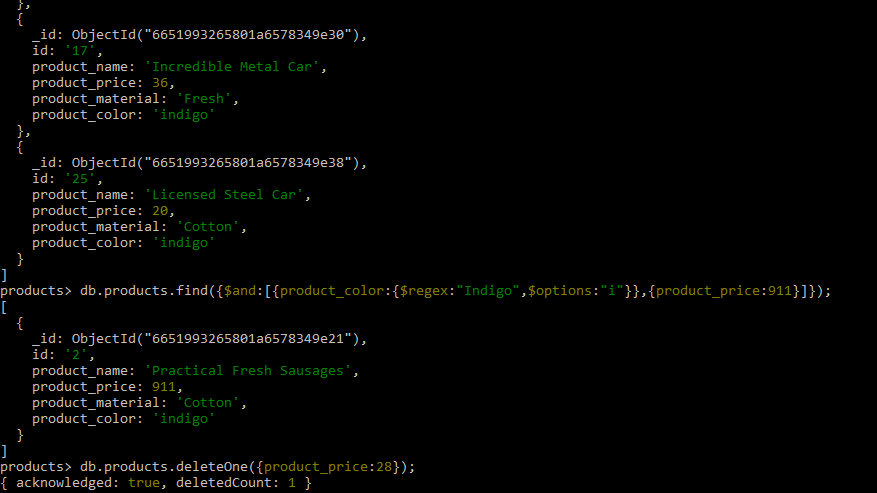 },
  {
    _id: ObjectId("6651993265801a6578349e30"),
    id: '17',
    product_name: 'Incredible Metal Car',
    product_price: 36,
    product_material: 'Fresh',
    product_color: 'indigo'
  },
  {
    _id: ObjectId("6651993265801a6578349e38"),
    id: '25',
    product_name: 'Licensed Steel Car',
    product_price: 20,
    product_material: 'Cotton',
    product_color: 'indigo'
  }
]
products> db.products.find({$and:[{product_color:{$regex:"Indigo",$options:"i"}},{product_price:911}]});
[
  {
    _id: ObjectId("6651993265801a6578349e21"),
    id: '2',
    product_name: 'Practical Fresh Sausages',
    product_price: 911,
    product_material: 'Cotton',
    product_color: 'indigo'
  }
]
products> db.products.deleteOne({product_price:28});
{ acknowledged: true, deletedCount: 1 }